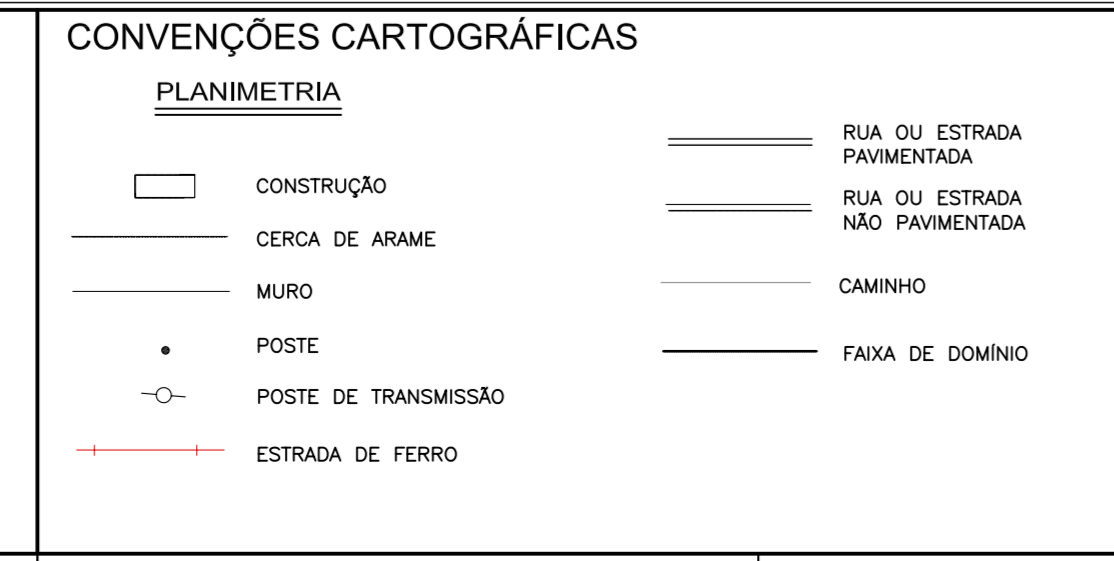 CONVENÇÕES CARTOGRÁFICAS
PLANIMETRIA
CONSTRUÇÃO
CERCA DE ARAME
MURO
POSTE
POSTE DE TRANSMISSÃO
ESTRADA DE FERRO
RUA OU ESTRADA
PAVIMENTADA
RUA OU ESTRADA
NÃO PAVIMENTADA
CAMINHO
FAIXA DE DOMÍNIO